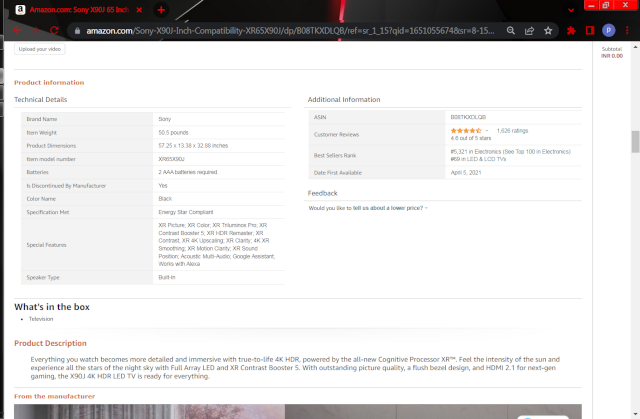 Amazon.com: Sony X90J 65 Inch
amazon.com/Sony-X90J-Inch-Compatibility-XR65X90J/dp/B08TKXDLQB/ref=sr_1_15?qid=1651055674&sr=8-15...
Upload your video
Subtotal
INR 0.00
Product information
Technical Details
Brand Name Sony
Item Weight 50.5 pounds
Product Dimensions 57.25 x 13.38 x 32.88 inches
Item model number XR65X90J
Batteries 2 AAA batteries required.
Is Discontinued By Manufacturer Yes
Color Name Black
Specification Met Energy Star Compliant
Special Features
XR Picture; XR Color; XR Triluminos Pro; XR
Contrast Booster 5; XR HDR Remaster; XR
Contrast, XR 4K Upscaling; XR Clarity; 4K XR
Smoothing; XR Motion Clarity; XR Sound
Position; Acoustic Multi-Audio; Google Assistant;
Works with Alexa
Speaker Type Built-In
Additional Information
ASIN B08TKXDLQB
Customer Reviews
1,626 ratings
4.6 out of 5 stars
Best Sellers Rank
#5,321 in Electronics (See Top 100 in Electronics)
#69 in LED & LCD TVs
Date First Available April 5, 2021
Feedback
Would you like to tell us about a lower price?
What's in the box
• Television
Product Description
Everything you watch becomes more detailed and immersive with true-to-life 4K HDR, powered by the all-new Cognitive Processor XR™. Feel the intensity of the sun and
experience all the stars of the night sky with Full Array LED and XR Contrast Booster 5. With outstanding picture quality, a flush bezel design, and HDMI 2.1 for next-gen
gaming, the X90J 4K HDR LED TV is ready for everything.
From the manufacturer